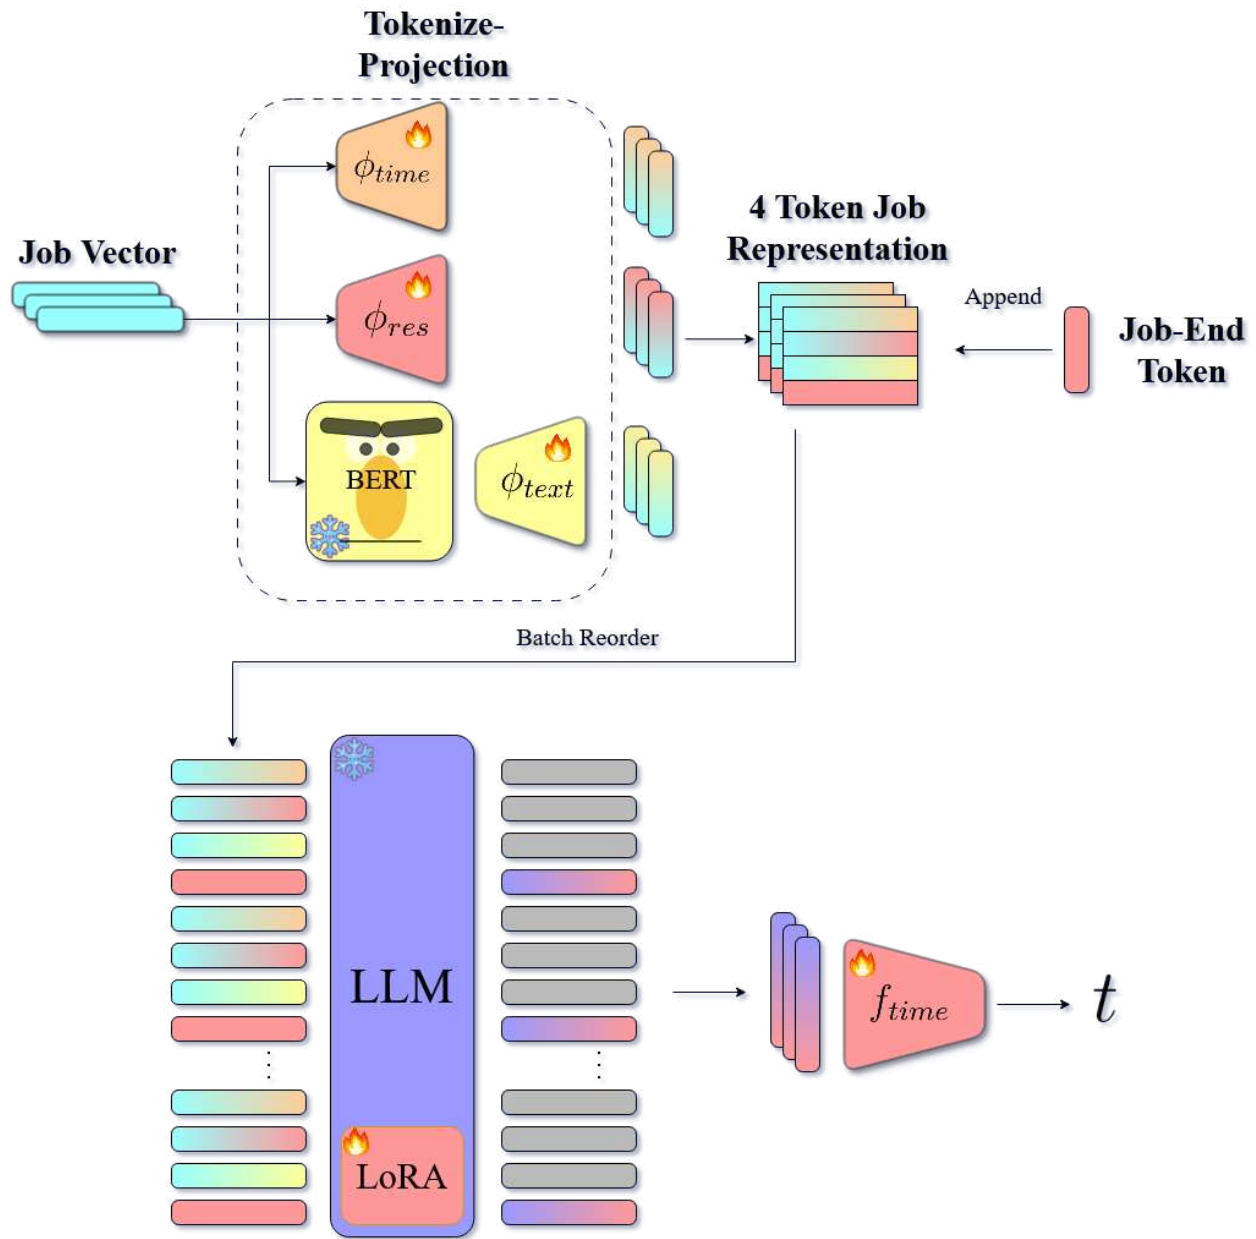 Tokenize-
Projection
ϕtime
4 Token Job
Representation
Job Vector
ϕres
Append
Job-End
Token
BERT
ϕtext
Batch Reorder
LLM
ftime
t
LoRA